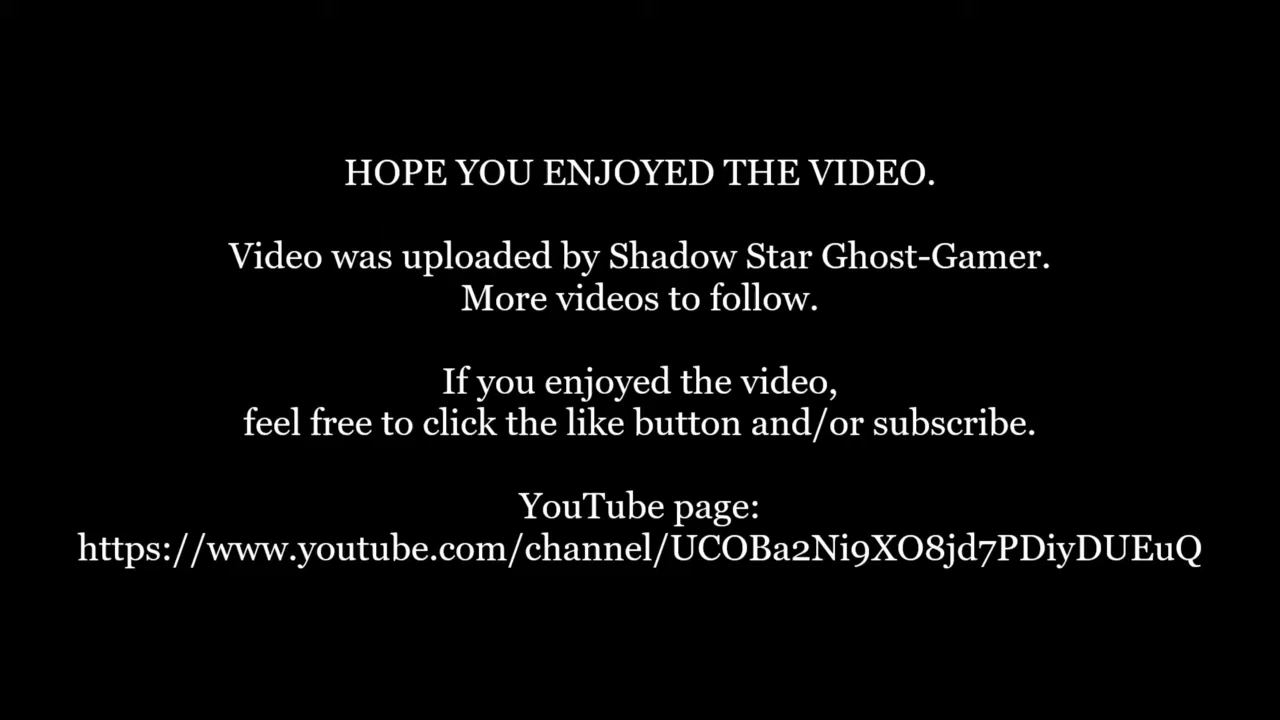 HOPE YOU ENJOYED THE VIDEO.
Video was uploaded by Shadow Star Ghost-Gamer.
More videos to follow.
If you enjoyed the video,
feel free to click the like button and/or subscribe.
YouTube page:
https://www.youtube.com/channel/UCOBa2Ni9XO8jd7PDiyDUEuQ